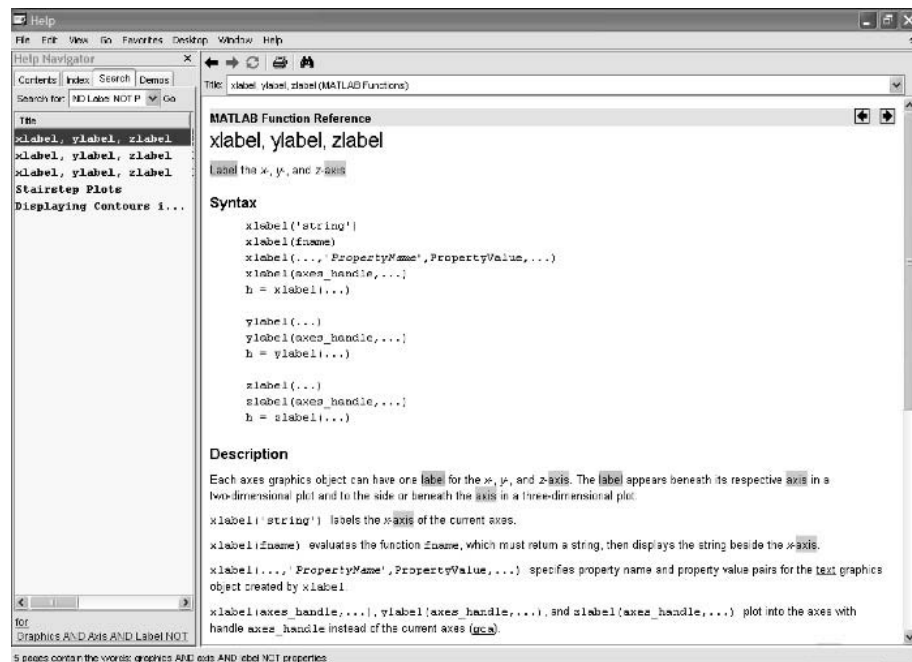 Help
File Edit View Go Favorites Desktop Window Help
Help Navigator
Contents Index Search Demos
Search for: ND Label NOT P Go
Title
xlabel, ylabel, zlabel
xlabel, ylabel, zlabel
xlabel, ylabel, zlabel
Stairstep Plots
Displaying Contours i...
for
Graphics AND Axis AND Label NOT
Title: xlabel, ylabel, zlabel (MATLAB Functions)
MATLAB Function Reference
xlabel, ylabel, zlabel
Label the x-, y-, and z-axis
Syntax
xlabel('string')
xlabel(fname)
xlabel(...,'PropertyName',PropertyValue,...)
xlabel(axes_handle,...)
h = xlabel(...)
ylabel(...)
ylabel(axes_handle,...)
h = ylabel(...)
zlabel(...)
zlabel(axes_handle,...)
h = zlabel(...)
Description
Each axes graphics object can have one label for the x-, y-, and z-axis. The label appears beneath its respective axis in a
two-dimensional plot and to the side or beneath the axis in a three-dimensional plot.
xlabel('string') labels the x-axis of the current axes.
xlabel(fname) evaluates the function fname, which must return a string, then displays the string beside the x-axis.
xlabel(...,'PropertyName',PropertyValue,...) specifies property name and property value pairs for the text graphics
object created by xlabel.
xlabel(axes_handle,...), ylabel(axes_handle,...), and zlabel(axes_handle,...) plot into the axes with
handle axes_handle instead of the current axes (gca).
5 pages contain the words: graphics AND axis AND label NOT properties